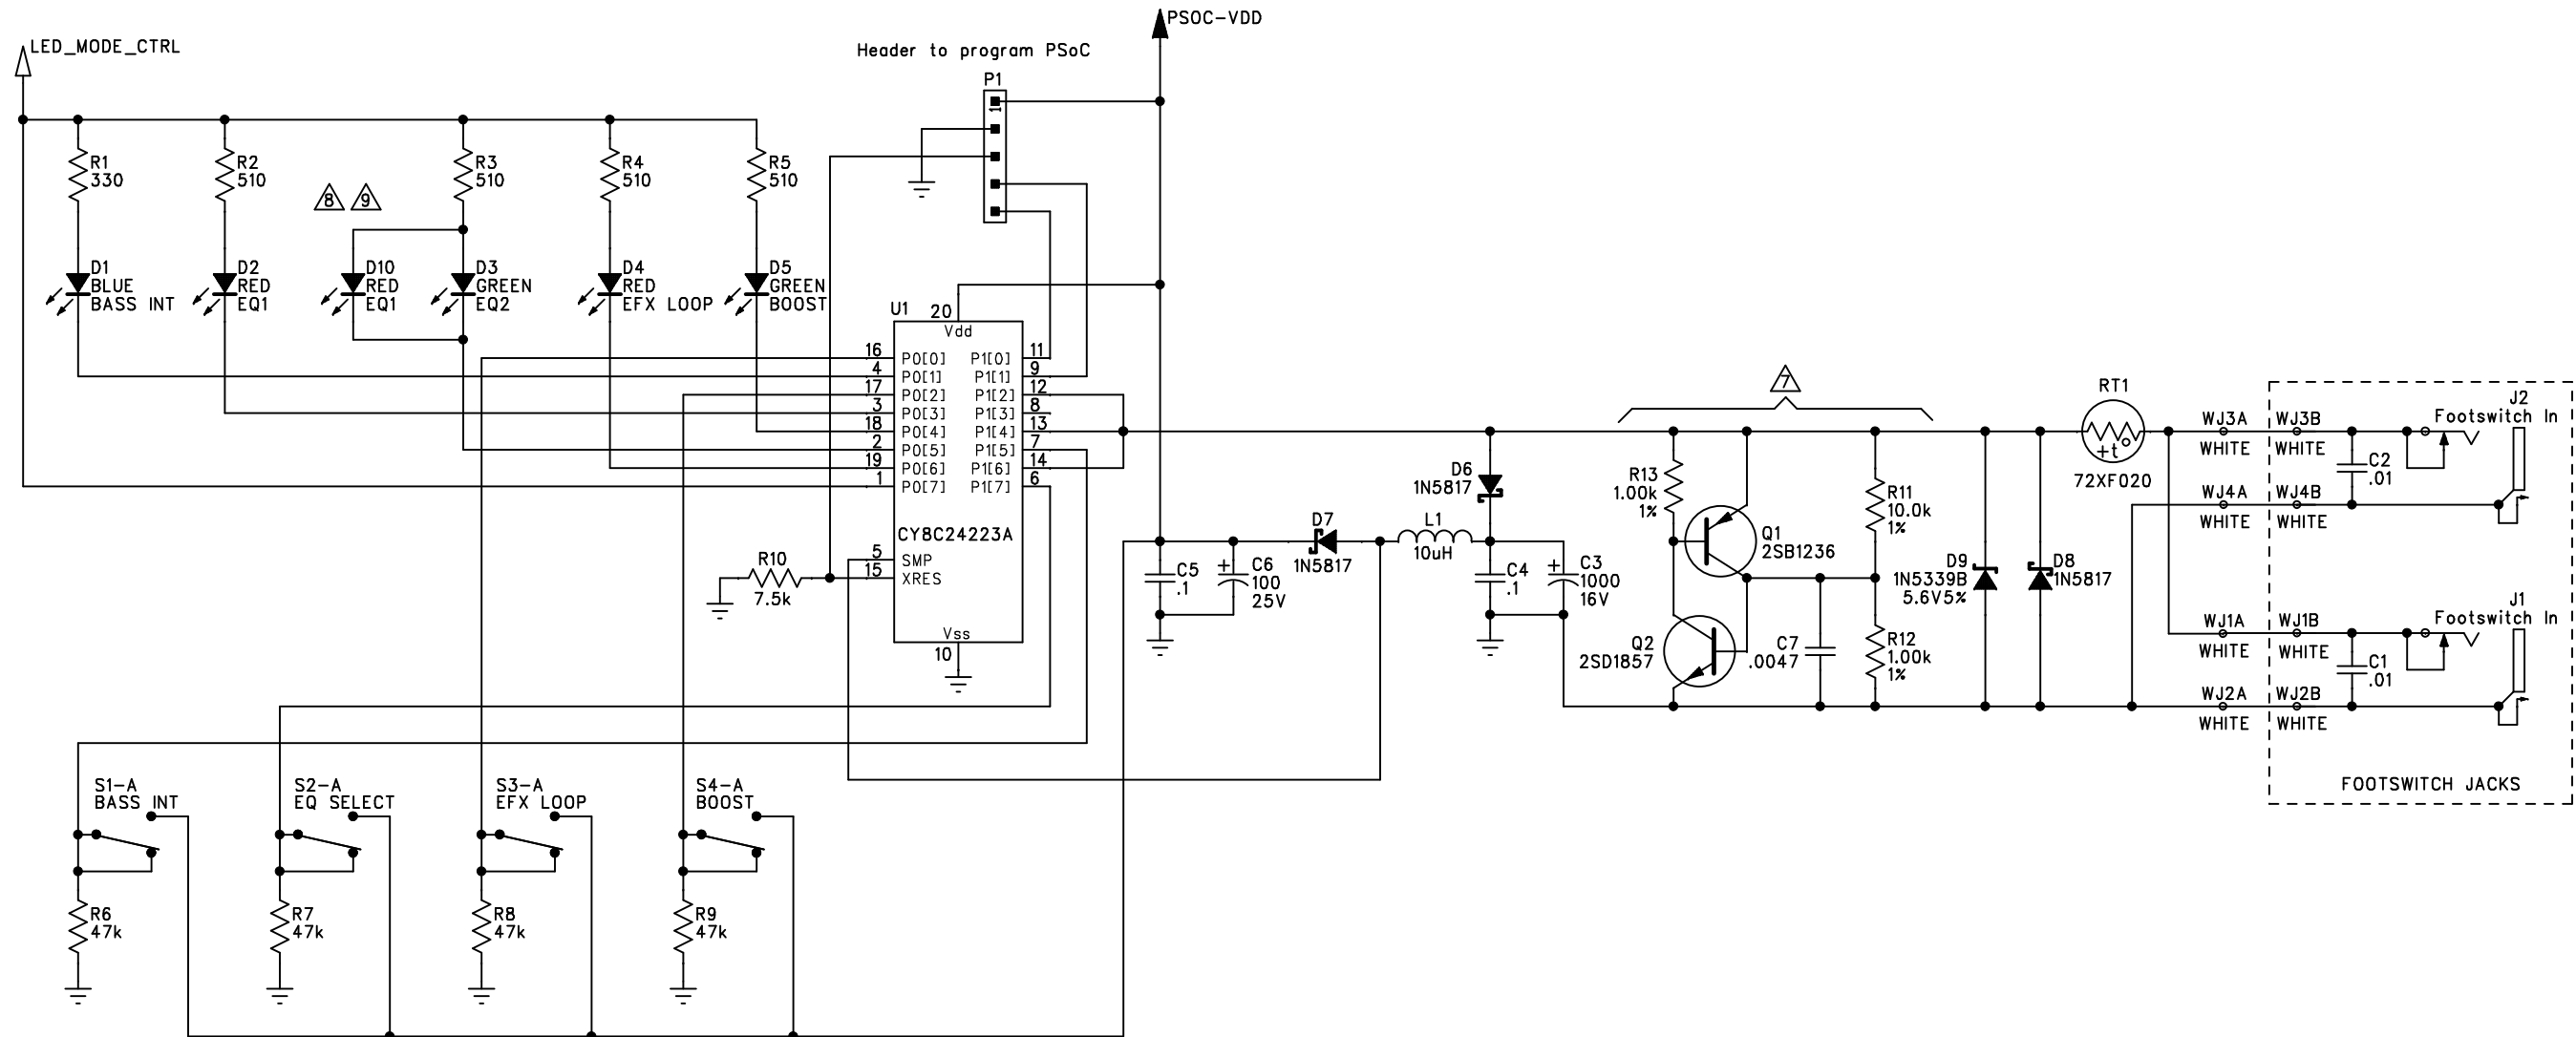 PSOC-VDD
LED_MODE_CTRL
Header to program PSoC
P1
1
R1
330
R2
510
R3
510
R4
510
R5
510
8
9
D1
BLUE
BASS INT
D2
RED
EQ1
D10
RED
EQ1
D3
GREEN
EQ2
D4
RED
EFX LOOP
D5
GREEN
BOOST
U1
20
Vdd
16 P0[0] P1[0] 11
4 P0[1] P1[1] 9
17 P0[2] P1[2] 12
3 P0[3] P1[3] 8
18 P0[4] P1[4] 13
2 P0[5] P1[5] 7
19 P0[6] P1[6] 14
1 P0[7] P1[7] 6
CY8C24223A
5 SMP
15 XRES
Vss
10
R10
7.5k
C5
.1
+
C6
100
25V
D7
1N5817
L1
10uH
D6
1N5817
C4
.1
+
C3
1000
16V
7
R13
1.00k
1%
Q1
2SB1236
Q2
2SD1857
C7
.0047
R11
10.0k
1%
R12
1.00k
1%
D9
1N5339B
5.6V5%
D8
1N5817
RT1
+t°
72XF020
WJ3A
WHITE
WJ3B
WHITE
WJ4A
WHITE
WJ4B
WHITE
C2
.01
J2
Footswitch In
WJ1A
WHITE
WJ1B
WHITE
WJ2A
WHITE
WJ2B
WHITE
C1
.01
J1
Footswitch In
FOOTSWITCH JACKS
S1-A
BASS INT
S2-A
EQ SELECT
S3-A
EFX LOOP
S4-A
BOOST
R6
47k
R7
47k
R8
47k
R9
47k